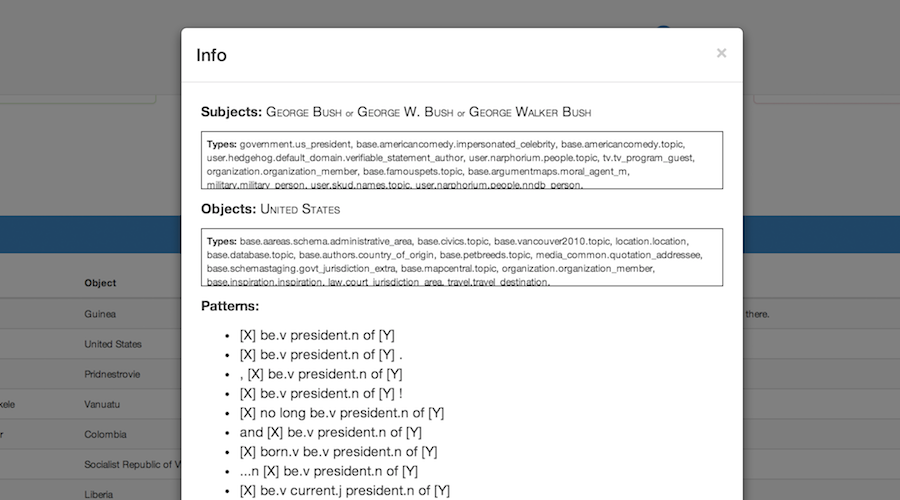 Info
×
Subjects: George Bush or George W. Bush or George Walker Bush
Types: government.us_president, base.americancomedy.impersonated_celebrity, base.americancomedy.topic,
user.hedgehog.default_domain.verifiable_statement_author, user.narphorium.people.topic, tv.tv_program_guest,
organization.organization_member, base.famouspets.topic, base.argumentmaps.moral_agent_m,
military.military_person, user.skud.names.topic, user.narphorium.people.nndb_person,
Objects: United States
Types: base.aareas.schema.administrative_area, base.civics.topic, base.vancouver2010.topic, location.location,
base.database.topic, base.authors.country_of_origin, base.petbreeds.topic, media_common.quotation_addressee,
base.schemastaging.govt_jurisdiction_extra, base.mapcentral.topic, organization.organization_member,
base.inspiration.inspiration, law.court_jurisdiction_area, travel.travel_destination,
Patterns:
• [X] be.v president.n of [Y]
• [X] be.v president.n of [Y] .
• , [X] be.v president.n of [Y]
• [X] be.v president.n of [Y] !
• [X] no long be.v president.n of [Y]
• and [X] be.v president.n of [Y]
• [X] born.v be.v president.n of [Y]
• ...n [X] be.v president.n of [Y]
• [X] be.v current.j president.n of [Y]
Object
Guinea
there.
United States
Pridnestrovie
kele
Vanuatu
r
Colombia
Socialist Republic of V
Liberia